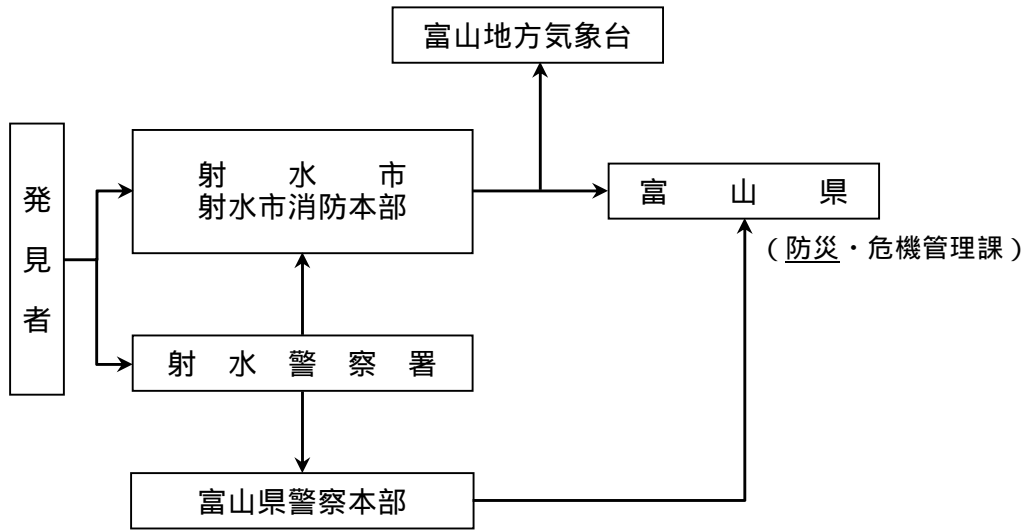 富山地方気象台
発見者
射水市
射水市消防本部
富山県
（防災・危機管理課）
射水警察署
富山県警察本部